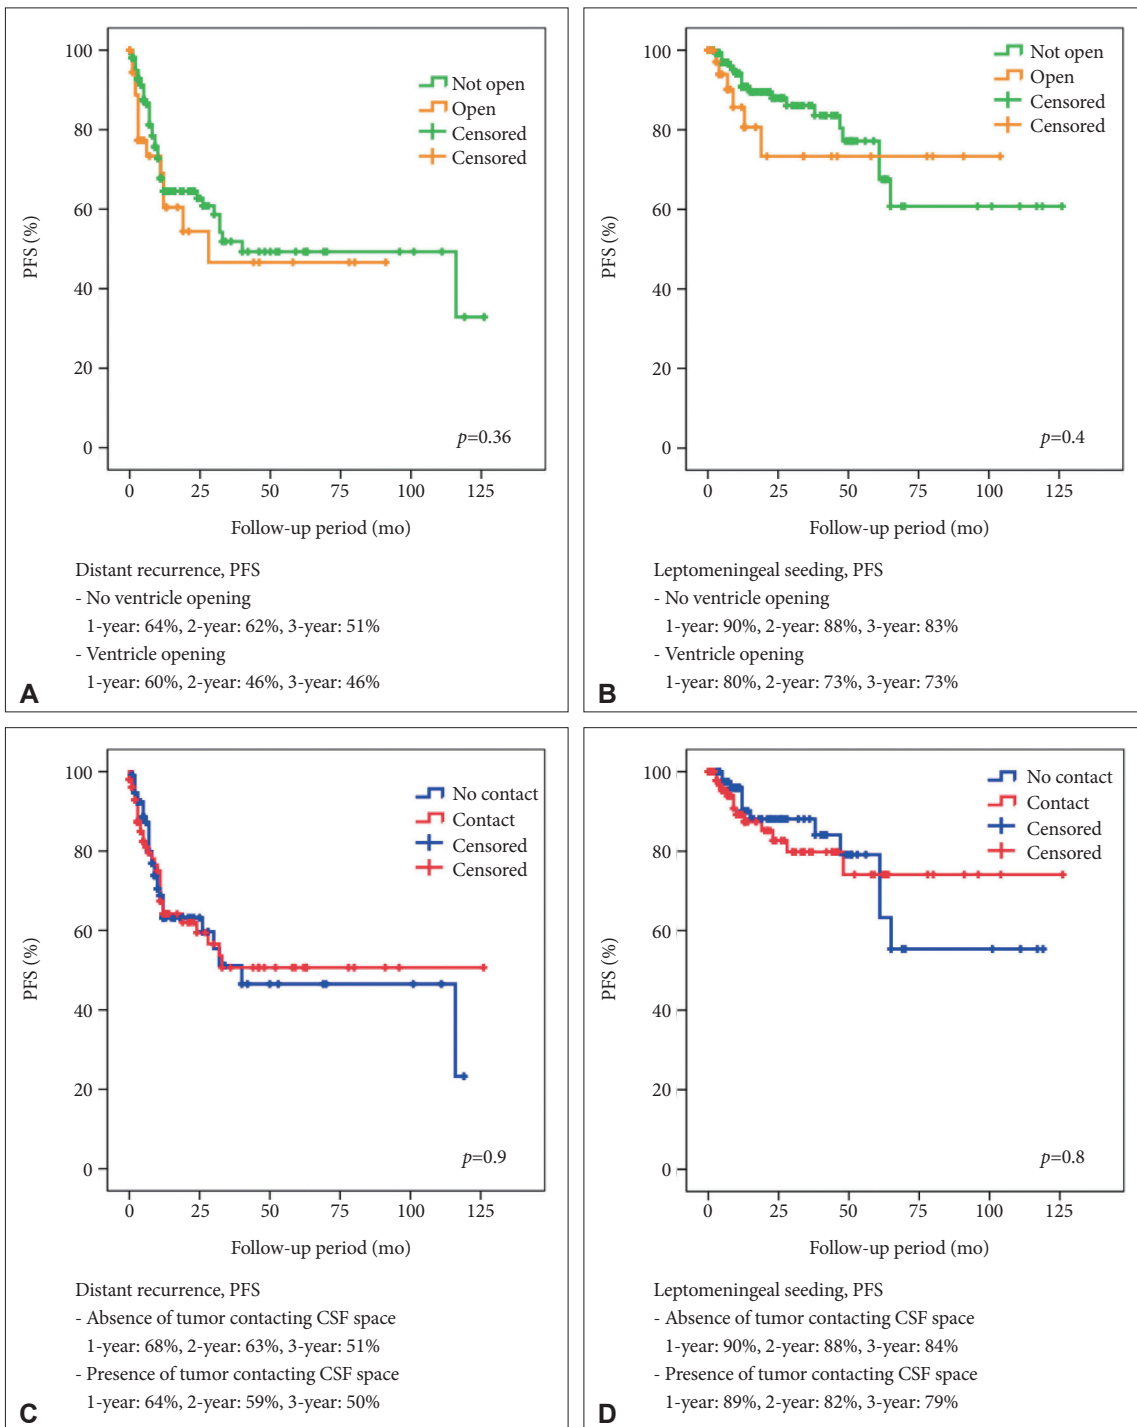 100
80
60
40
20
0
PFS (%)
Not open
Open
Censored
Censored
p=0.36
0 25 50 75 100 125
Follow-up period (mo)
Distant recurrence, PFS
- No ventricle opening
1-year: 64%, 2-year: 62%, 3-year: 51%
- Ventricle opening
1-year: 60%, 2-year: 46%, 3-year: 46%
A
100
80
60
40
20
0
PFS (%)
Not open
Open
Censored
Censored
p=0.4
0 25 50 75 100 125
Follow-up period (mo)
Leptomeningeal seeding, PFS
- No ventricle opening
1-year: 90%, 2-year: 88%, 3-year: 83%
- Ventricle opening
1-year: 80%, 2-year: 73%, 3-year: 73%
B
100
80
60
40
20
0
PFS (%)
No contact
Contact
Censored
Censored
p=0.9
0 25 50 75 100 125
Follow-up period (mo)
Distant recurrence, PFS
- Absence of tumor contacting CSF space
1-year: 68%, 2-year: 63%, 3-year: 51%
- Presence of tumor contacting CSF space
1-year: 64%, 2-year: 59%, 3-year: 50%
C
100
80
60
40
20
0
PFS (%)
No contact
Contact
Censored
Censored
p=0.8
0 25 50 75 100 125
Follow-up period (mo)
Leptomeningeal seeding, PFS
- Absence of tumor contacting CSF space
1-year: 90%, 2-year: 88%, 3-year: 84%
- Presence of tumor contacting CSF space
1-year: 89%, 2-year: 82%, 3-year: 79%
D